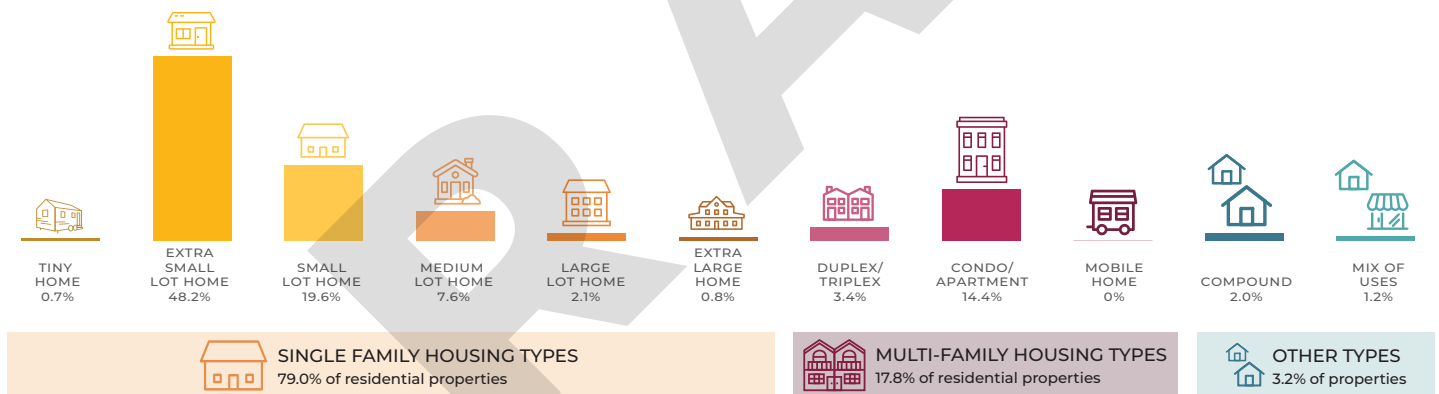 TINY
HOME
0.7%
EXTRA
SMALL
LOT HOME
48.2%
SMALL
LOT HOME
19.6%
MEDIUM
LOT HOME
7.6%
LARGE
LOT HOME
2.1%
EXTRA
LARGE
HOME
0.8%
DUPLEX/
TRIPLEX
3.4%
CONDO/
APARTMENT
14.4%
MOBILE
HOME
0%
COMPOUND
2.0%
MIX OF
USES
1.2%
SINGLE FAMILY HOUSING TYPES
79.0% of residential properties
MULTI-FAMILY HOUSING TYPES
17.8% of residential properties
OTHER TYPES
3.2% of properties